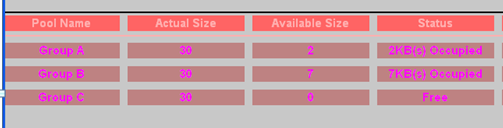 Pool Name Actual Size Available Size Status
Group A 30 2 2KB(s) Occupied
Group B 30 7 7KB(s) Occupied
Group C 30 0 Free